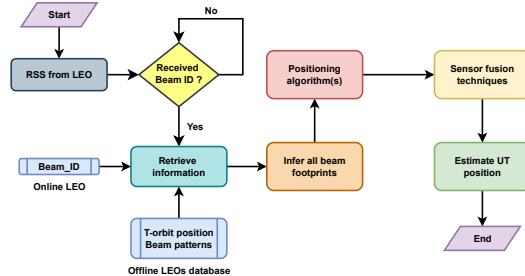 Start
No
RSS from LEO
Received
Beam ID ?
Positioning
algorithm(s)
Sensor fusion
techniques
Yes
Beam_ID
Online LEO
Retrieve
information
Infer all beam
footprints
Estimate UT
position
T-orbit position
Beam patterns
Offline LEOs database
End